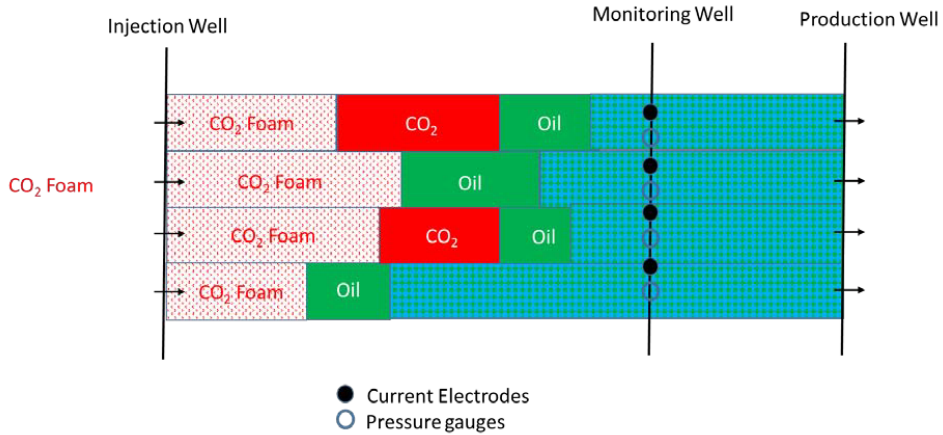 Injection Well
Monitoring Well
Production Well
CO₂ Foam
CO₂
Oil
CO₂ Foam
CO₂ Foam
Oil
CO₂ Foam
CO₂
Oil
CO₂ Foam
Oil
Current Electrodes
Pressure gauges